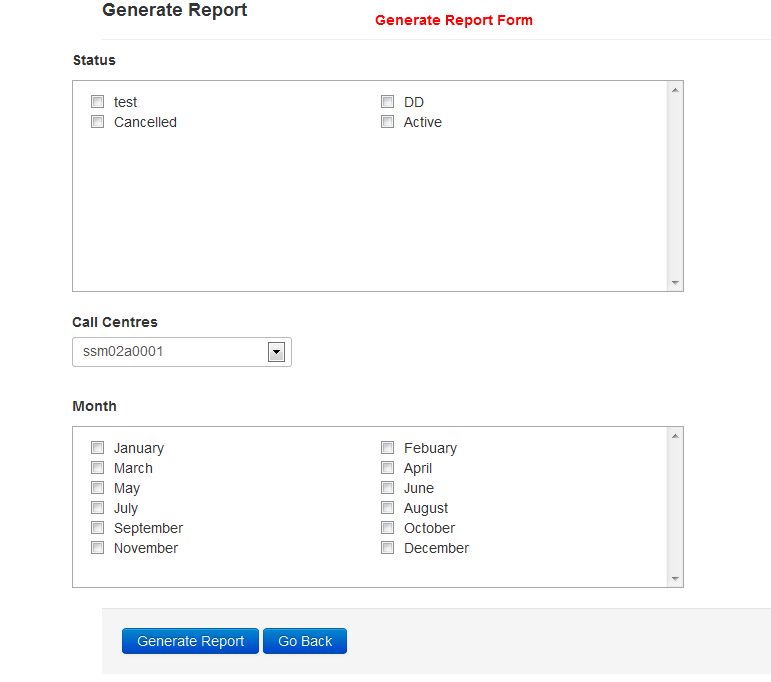 Generate Report
Generate Report Form
Status
test DD
Cancelled Active
Call Centres
ssm02a0001
Month
January Febuary
March April
May June
July August
September October
November December
Generate Report Go Back